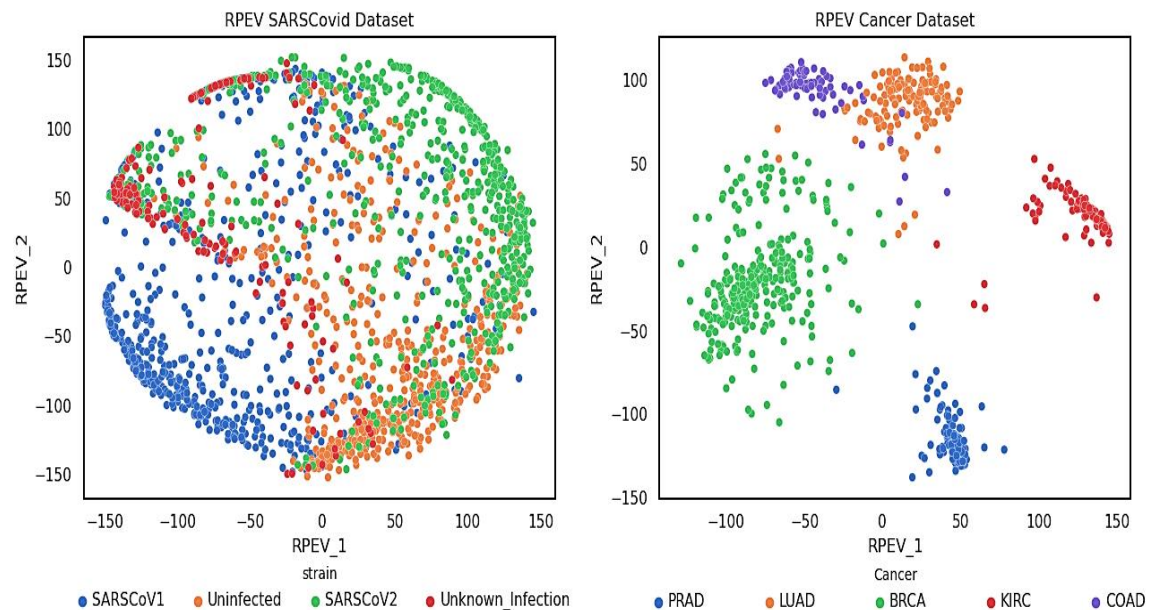 RPEV SARSCovid Dataset
RPEV_2
150
100
50
0
−50
−100
−150
−150 −100 −50 0 50 100 150
RPEV_1
strain
SARSCoV1 Uninfected SARSCoV2 Unknown_Infection
RPEV Cancer Dataset
RPEV_2
100
50
0
−50
−100
−150
−100 −50 0 50 100 150
RPEV_1
Cancer
PRAD LUAD BRCA KIRC COAD